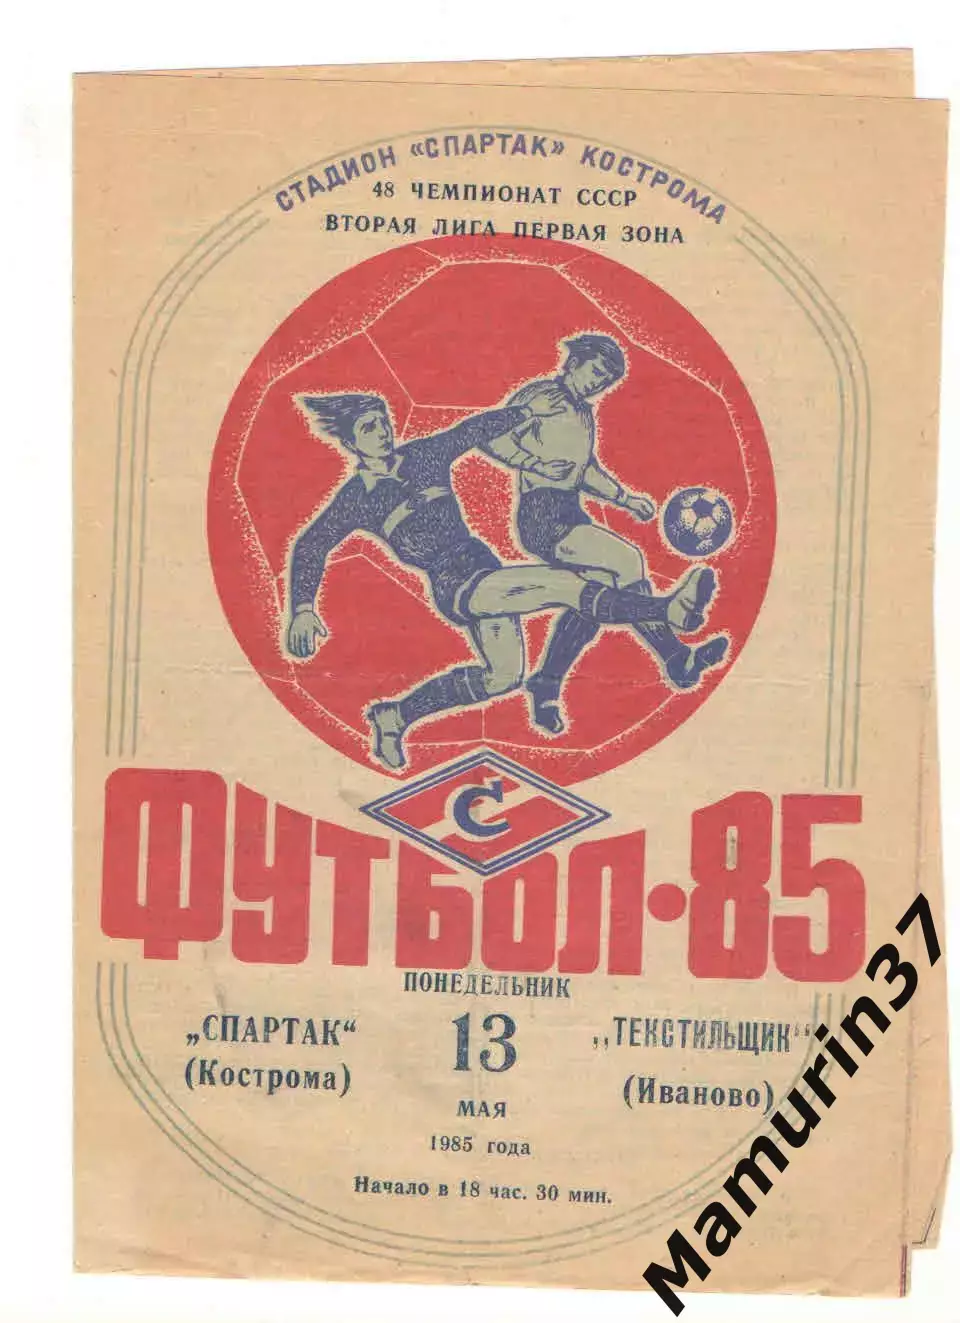 СТАДИОН «СПАРТАК» КОСТРОМА
48 ЧЕМПИОНАТ СССР
ВТОРАЯ ЛИГА ПЕРВАЯ ЗОНА
С
ФУТБОЛ·85
ПОНЕДЕЛЬНИК
„СПАРТАК“
(Кострома)
13
МАЯ
1985 года
„ТЕКСТИЛЬЩИК“
(Иваново)
Начало в 18 час. 30 мин.
Mamurin37